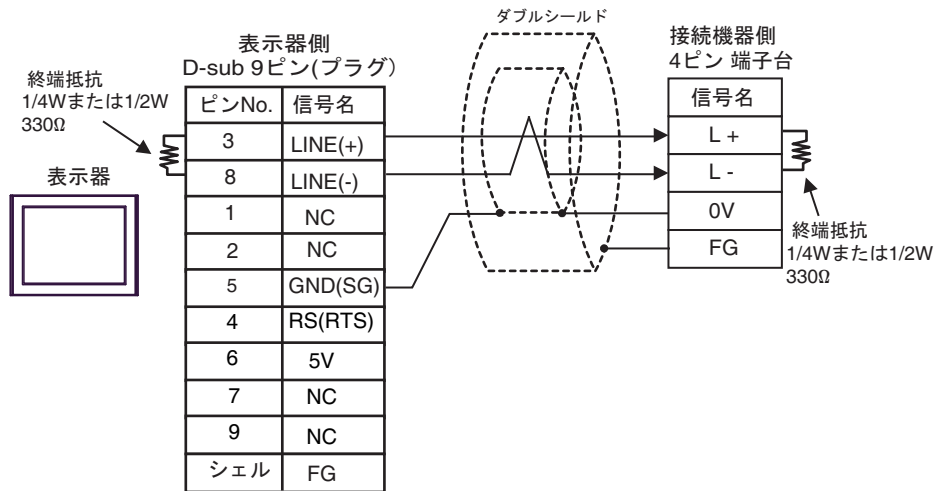 ダブルシールド
表示器側
D-sub 9ピン(プラグ)
接続機器側
4ピン 端子台
終端抵抗
1/4Wまたは1/2W
330Ω
表示器
ピンNo. 信号名
3 LINE(+)
8 LINE(-)
1 NC
2 NC
5 GND(SG)
4 RS(RTS)
6 5V
7 NC
9 NC
シェル FG
信号名
L +
L -
0V
FG
終端抵抗
1/4Wまたは1/2W
330Ω